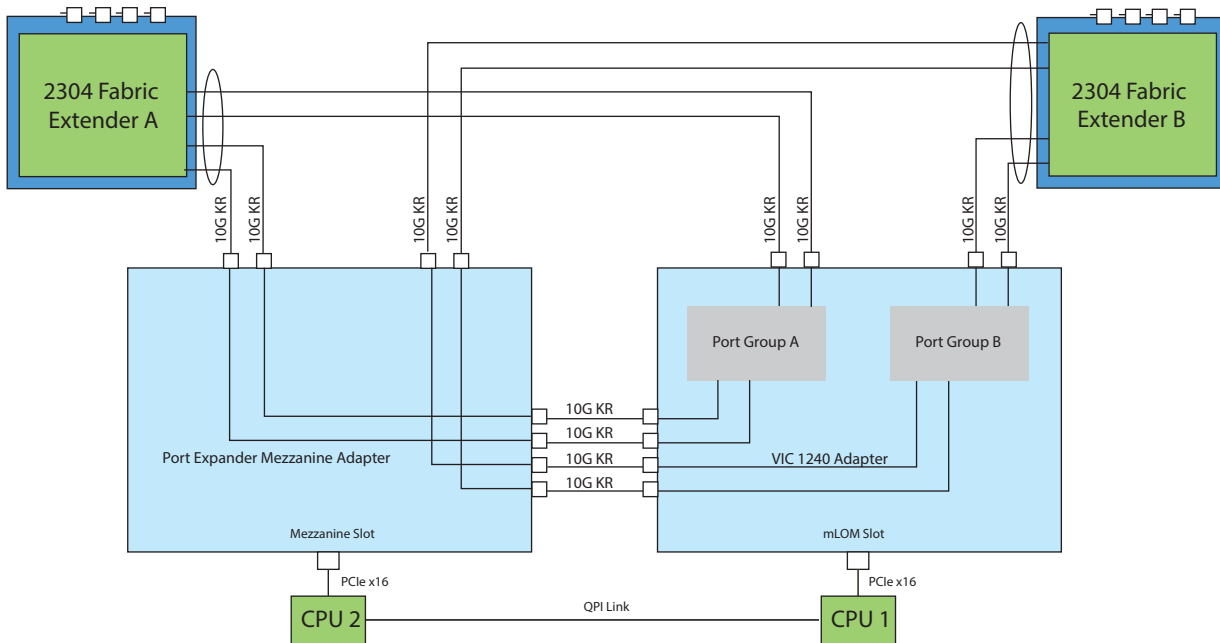 2304 Fabric
Extender A
2304 Fabric
Extender B
10G KR
10G KR
10G KR
10G KR
10G KR
10G KR
10G KR
10G KR
Port Group A
Port Group B
10G KR
10G KR
10G KR
10G KR
Port Expander Mezzanine Adapter
VIC 1240 Adapter
Mezzanine Slot
mLOM Slot
PCIe x16
PCIe x16
CPU 2
QPI Link
CPU 1